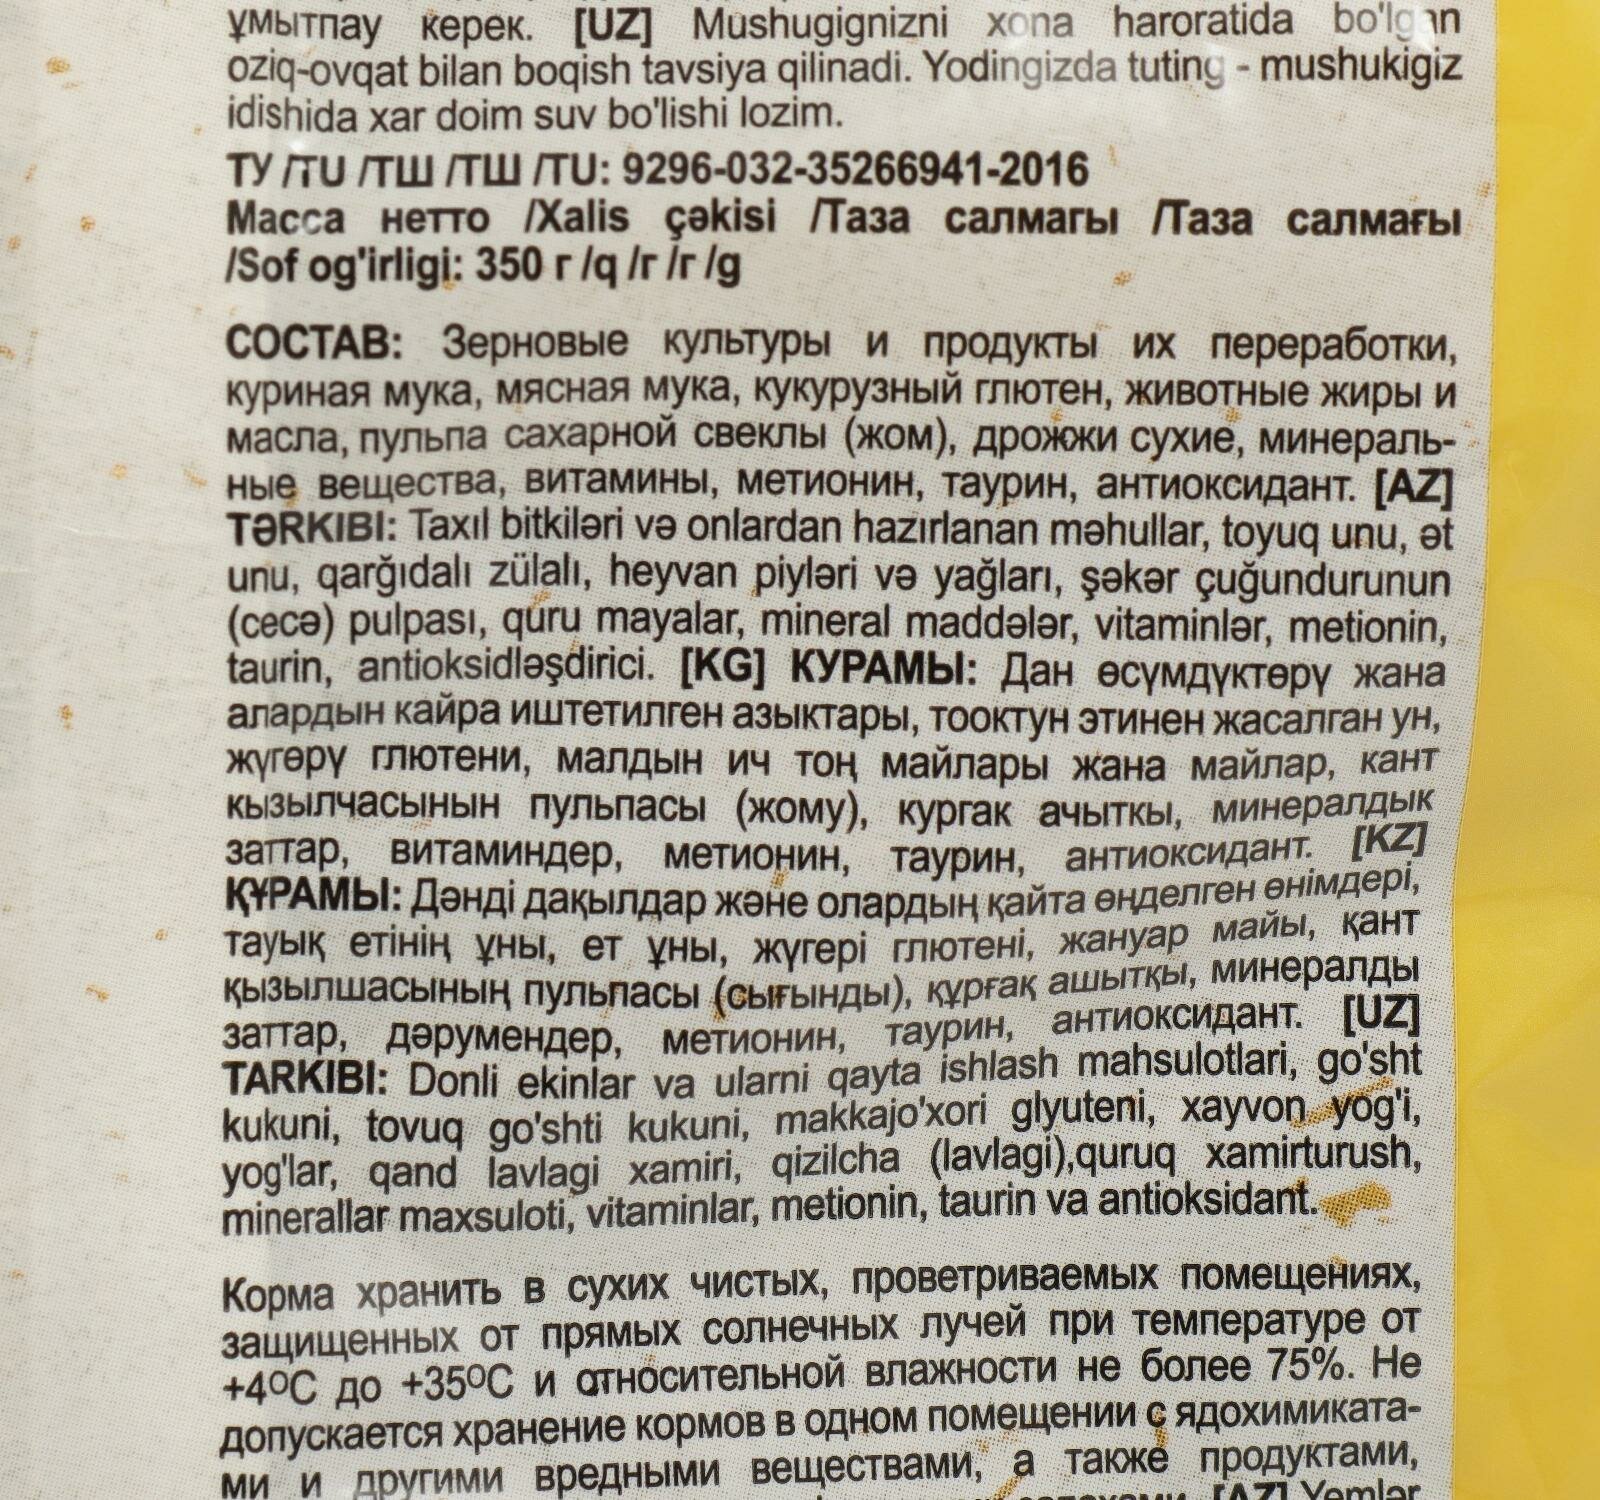 ұмытпау керек. [UZ] Mushugignizni xona haroratida bo'lgan
oziq-ovqat bilan boqish tavsiya qilinadi. Yodingizda tuting - mushukigiz
idishida xar doim suv bo'lishi lozim.
ТУ /TU /ТШ /ТШ /TU: 9296-032-35266941-2016
Масса нетто /Xalis çəkisi /Таза салмагы /Таза салмағы
/Sof og'irligi: 350 г /q /г /г /g
СОСТАВ: Зерновые культуры и продукты их переработки,
куриная мука, мясная мука, кукурузный глютен, животные жиры и
масла, пульпа сахарной свеклы (жом), дрожжи сухие, минераль-
ные вещества, витамины, метионин, таурин, антиоксидант. [AZ]
TƏRKIBI: Taxıl bitkiləri və onlardan hazırlanan məhullar, toyuq unu, ət
unu, qarğıdalı zülalı, heyvan piyləri və yağları, şəkər çuğundurunun
(cecə) pulpası, quru mayalar, mineral maddələr, vitaminlər, metionin,
taurin, antioksidləşdirici. [KG] КУРАМЫ: Дан өсүмдүктөрү жана
алардын кайра иштетилген азыктары, тооктун этинен жасалган ун,
жүгөрү глютени, малдын ич тоң майлары жана майлар, кант
кызылчасынын пульпасы (жому), кургак ачыткы, минералдык
заттар, витаминдер, метионин, таурин, антиоксидант. [KZ]
ҚҰРАМЫ: Дәнді дақылдар және олардың қайта өңделген өнімдері,
тауық етінің ұны, ет ұны, жүгері глютені, жануар майы, қант
қызылшасының пульпасы (сығынды), құрғақ ашытқы, минералды
заттар, дәрумендер, метионин, таурин, антиоксидант. [UZ]
TARKIBI: Donli ekinlar va ularni qayta ishlash mahsulotlari, go'sht
kukuni, tovuq go'shti kukuni, makkajo'xori glyuteni, xayvon yog'i,
yog'lar, qand lavlagi xamiri, qizilcha (lavlagi),quruq xamirturush,
minerallar maxsuloti, vitaminlar, metionin, taurin va antioksidant.
Корма хранить в сухих чистых, проветриваемых помещениях,
защищенных от прямых солнечных лучей при температуре от
+4ºС до +35ºС и относительной влажности не более 75%. Не
допускается хранение кормов в одном помещении с ядохимиката-
ми и другими вредными веществами, а также продуктами,
[AZ] Yemlər